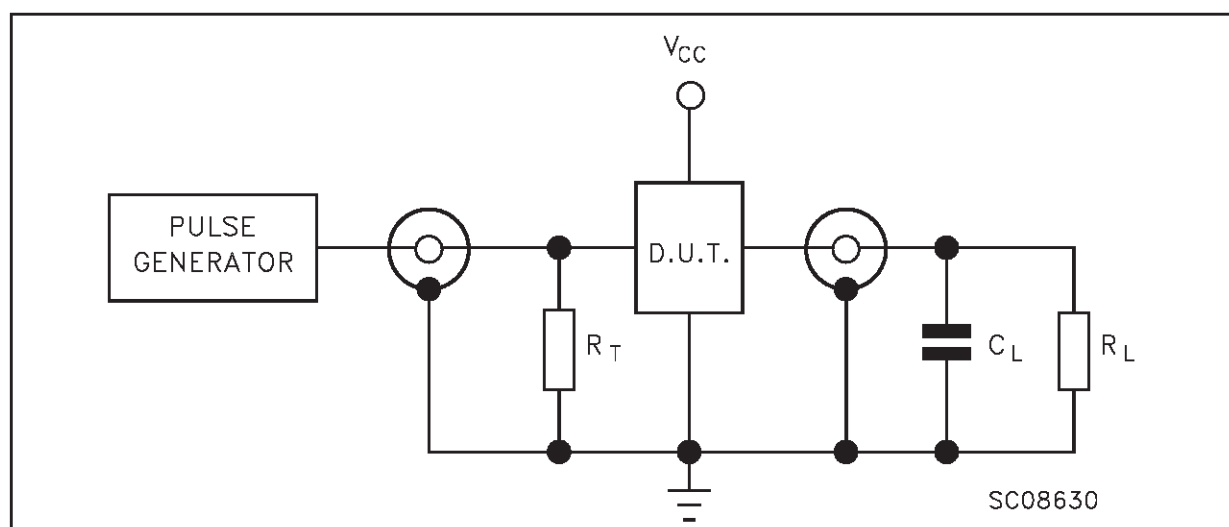 VCC
PULSE
GENERATOR
D.U.T.
RT
CL
RL
SC08630